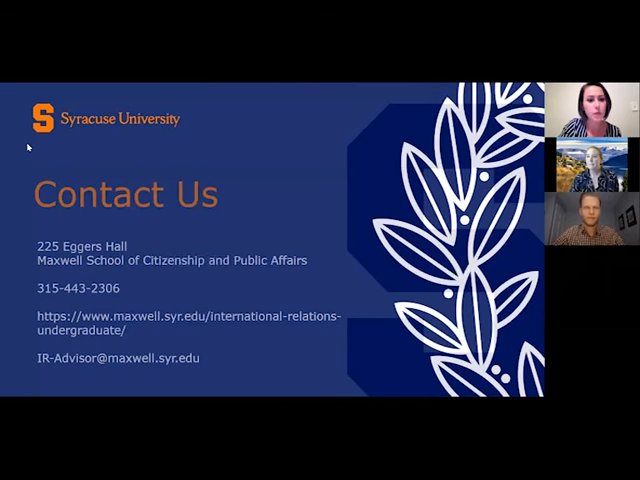 S Syracuse University
Contact Us
225 Eggers Hall
Maxwell School of Citizenship and Public Affairs
315-443-2306
https://www.maxwell.syr.edu/international-relations-
undergraduate/
IR-Advisor@maxwell.syr.edu